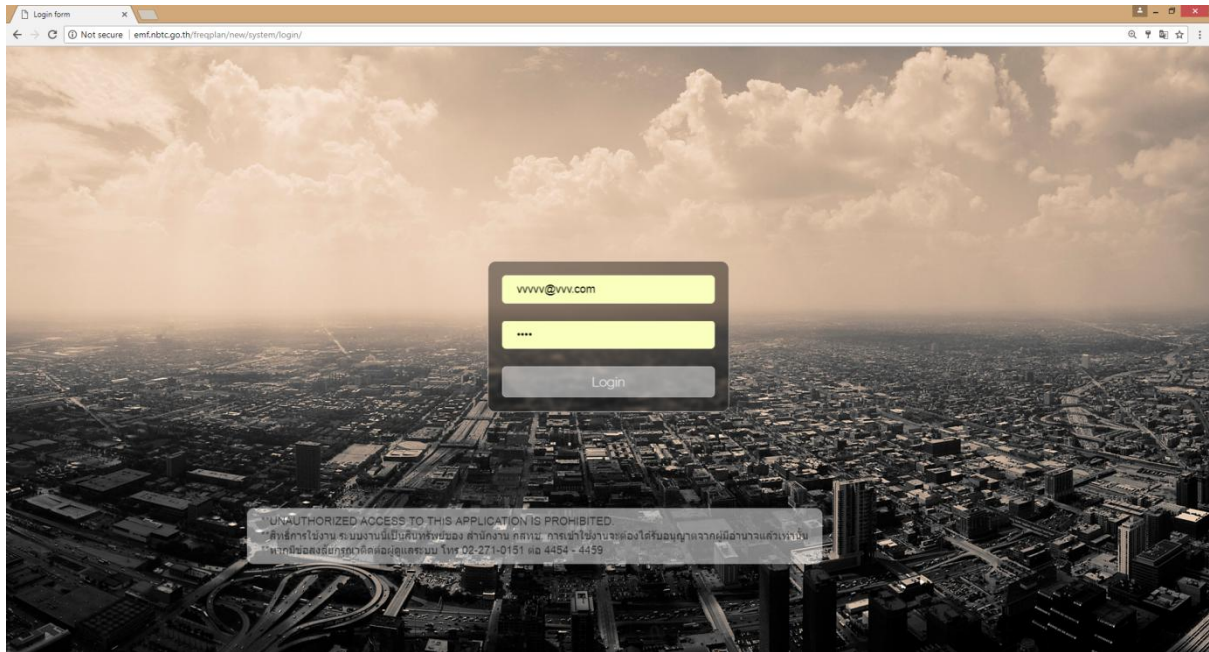 Login form
Not secure
emf.nbtc.go.th/freqplan/new/system/login/
vvvvv@vvv.com
••••
Login
**UNAUTHORIZED ACCESS TO THIS APPLICATION IS PROHIBITED.
**สิทธิ์การใช้งาน ระบบงานนี้เป็นสินทรัพย์ของ สำนักงาน กสทช. การเข้าใช้งานจะต้องได้รับอนุญาตจากผู้มีอำนาจแล้วเท่านั้น
**หากมีข้อสงสัยกรุณาติดต่อผู้ดูแลระบบ โทร 02-271-0151 ต่อ 4454 - 4459